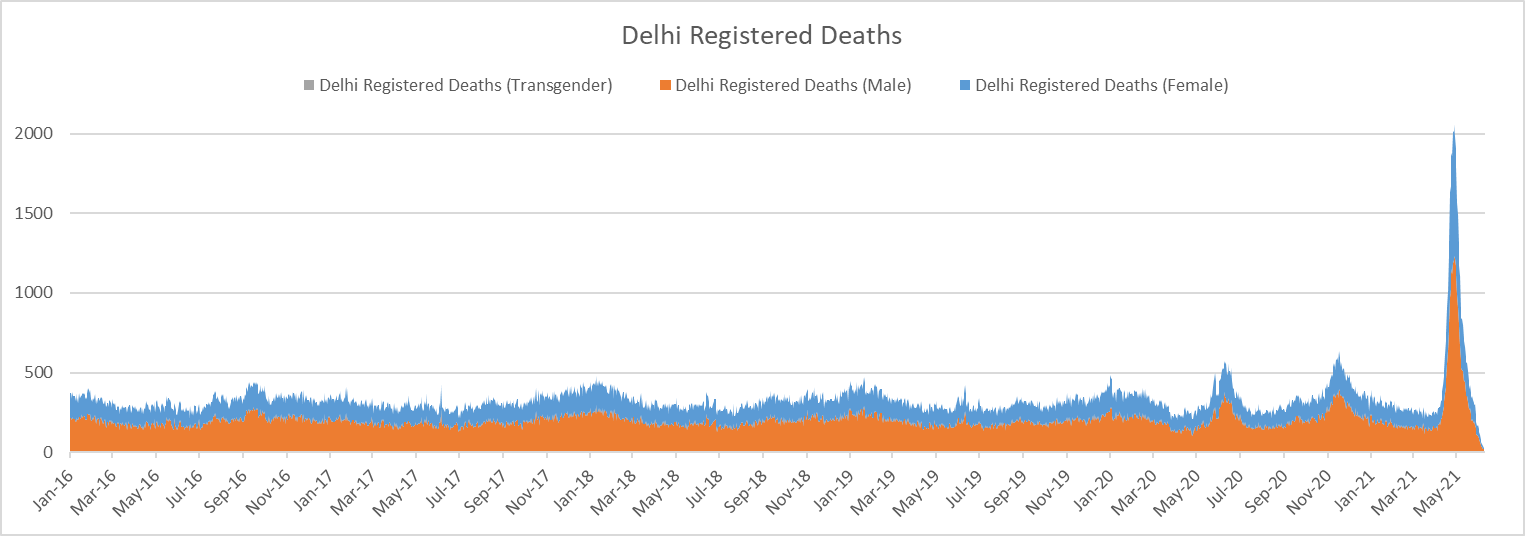 Delhi Registered Deaths
Delhi Registered Deaths (Transgender) Delhi Registered Deaths (Male) Delhi Registered Deaths (Female)
2000
1500
1000
500
0
Jan-16 Mar-16 May-16 Jul-16 Sep-16 Nov-16 Jan-17 Mar-17 May-17 Jul-17 Sep-17 Nov-17 Jan-18 Mar-18 May-18 Jul-18 Sep-18 Nov-18 Jan-19 Mar-19 May-19 Jul-19 Sep-19 Nov-19 Jan-20 Mar-20 May-20 Jul-20 Sep-20 Nov-20 Jan-21 Mar-21 May-21